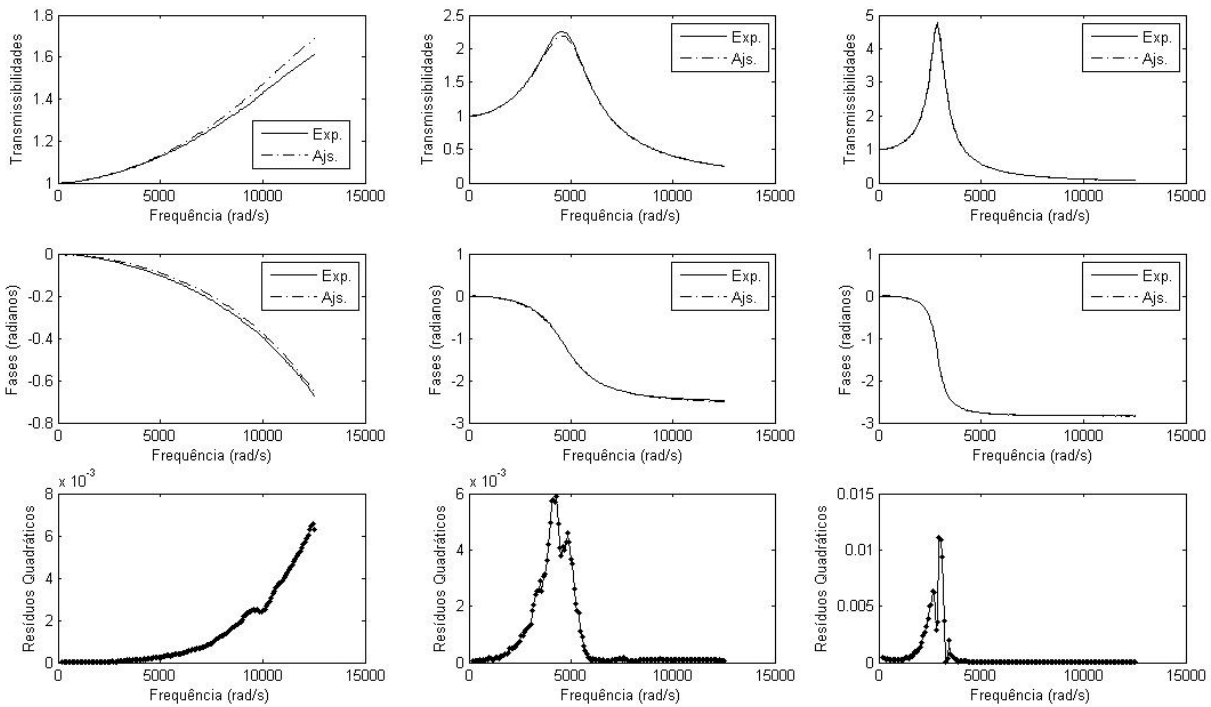 1.8
1.6
1.4
1.2
1
Transmissibilidades
Exp.
Ajs.
0 5000 10000 15000
Frequência (rad/s)
2.5
2
1.5
1
0.5
0
Transmissibilidades
Exp.
Ajs.
0 5000 10000 15000
Frequência (rad/s)
5
4
3
2
1
0
Transmissibilidades
Exp.
Ajs.
0 5000 10000 15000
Frequência (rad/s)
0
-0.2
-0.4
-0.6
-0.8
Fases (radianos)
Exp.
Ajs.
0 5000 10000 15000
Frequência (rad/s)
1
0
-1
-2
-3
Fases (radianos)
Exp.
Ajs.
0 5000 10000 15000
Frequência (rad/s)
1
0
-1
-2
-3
Fases (radianos)
Exp.
Ajs.
0 5000 10000 15000
Frequência (rad/s)
x 10⁻³
8
6
4
2
0
Resíduos Quadráticos
0 5000 10000 15000
Frequência (rad/s)
x 10⁻³
6
4
2
0
Resíduos Quadráticos
0 5000 10000 15000
Frequência (rad/s)
0.015
0.01
0.005
0
Resíduos Quadráticos
0 5000 10000 15000
Frequência (rad/s)